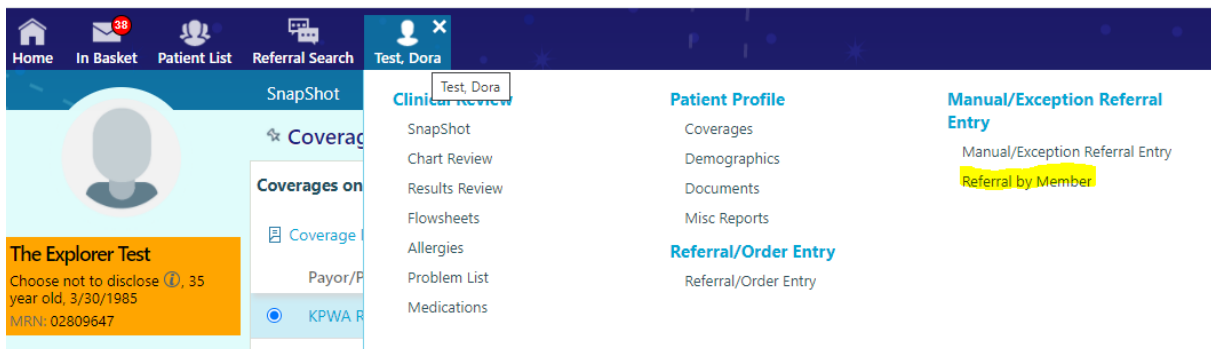 38
Home In Basket Patient List Referral Search Test, Dora
Test, Dora
The Explorer Test
Choose not to disclose, 35
year old, 3/30/1985
MRN: 02809647
SnapShot
Coverag
Coverages on
Coverage
Payor/P
KPWA R
Clinical Review
SnapShot
Chart Review
Results Review
Flowsheets
Allergies
Problem List
Medications
Patient Profile
Coverages
Demographics
Documents
Misc Reports
Referral/Order Entry
Referral/Order Entry
Manual/Exception Referral
Entry
Manual/Exception Referral Entry
Referral by Member